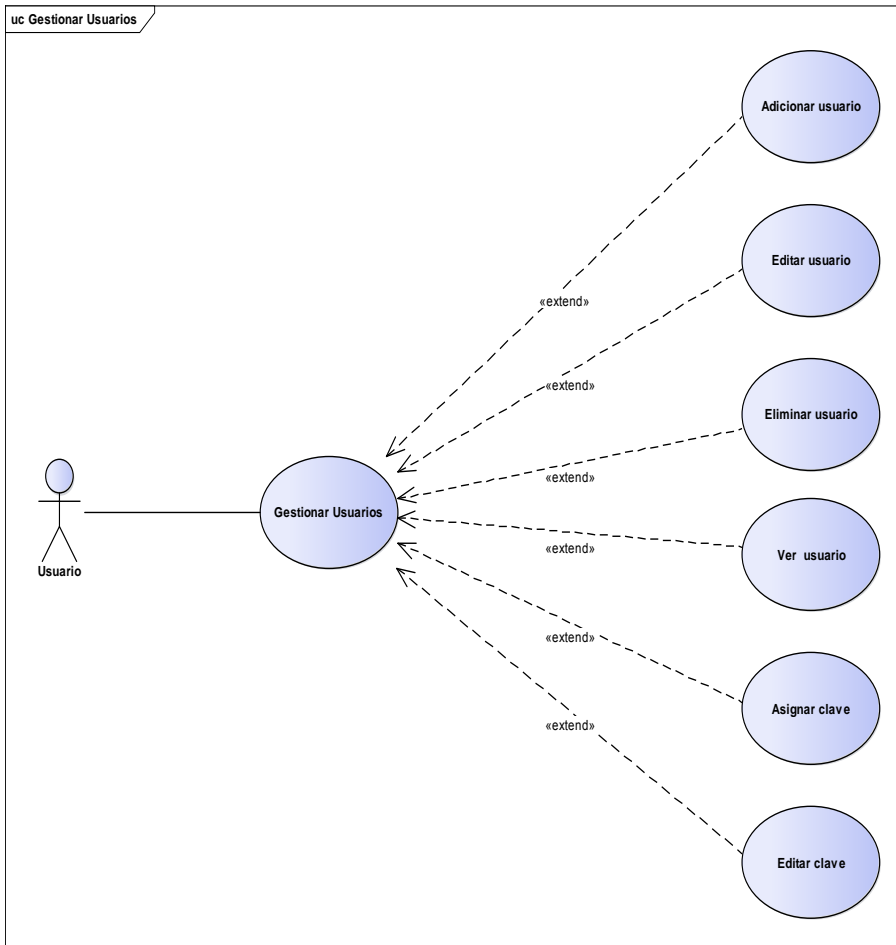 uc Gestionar Usuarios
Adicionar usuario
Editar usuario
«extend»
«extend»
Eliminar usuario
«extend»
Gestionar Usuarios
Usuario
«extend»
Ver usuario
«extend»
Asignar clave
«extend»
Editar clave